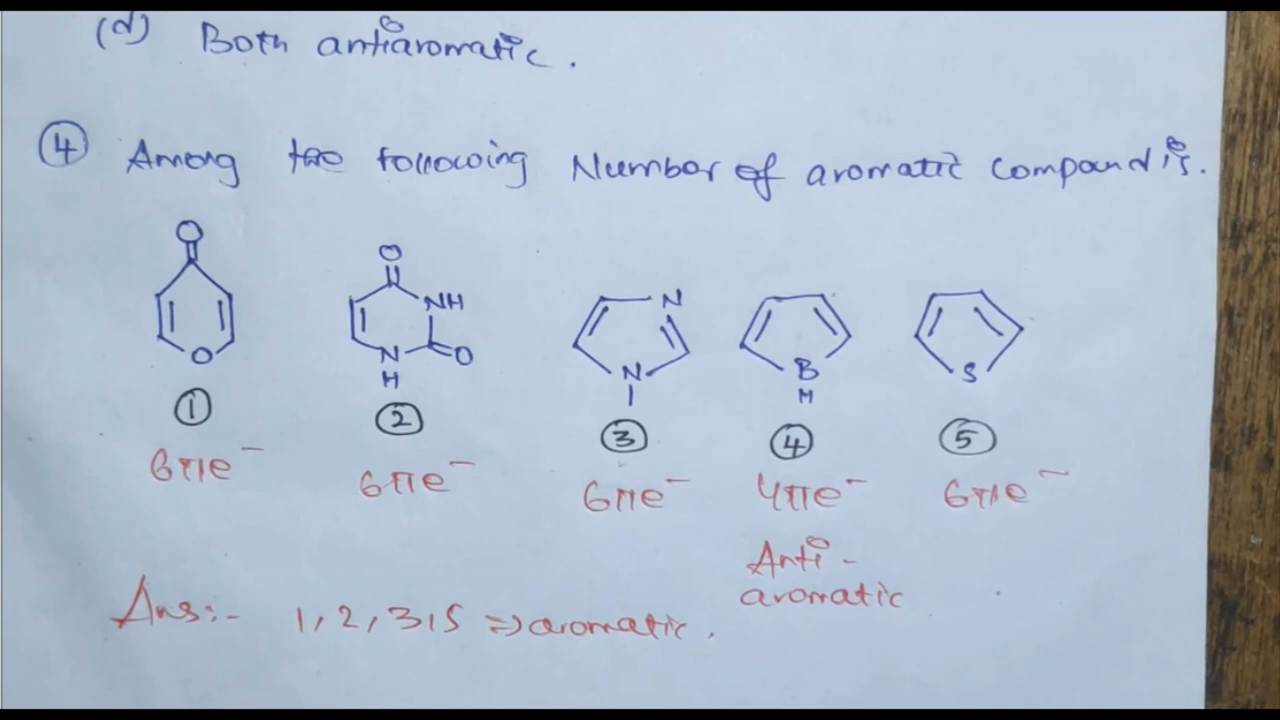 (d) Both antiaromatic.
④ Among the following Number of aromatic compound is.
O
O
NH
N
O
H
O
N
N
B
H
S
① ② ③ ④ ⑤
6πe⁻ 6πe⁻ 6πe⁻ 4πe⁻ 6πe⁻
Anti-
aromatic
Ans:- 1, 2, 3, 5 ⇒ aromatic.